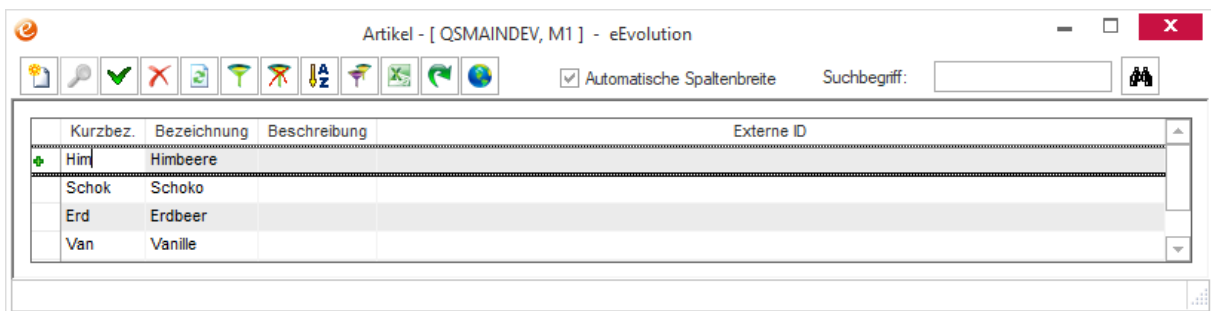 Artikel - [ QSMAINDEV, M1 ] - eEvolution
Automatische Spaltenbreite Suchbegriff:
Kurzbez. Bezeichnung Beschreibung Externe ID
Him Himbeere
Schok Schoko
Erd Erdbeer
Van Vanille